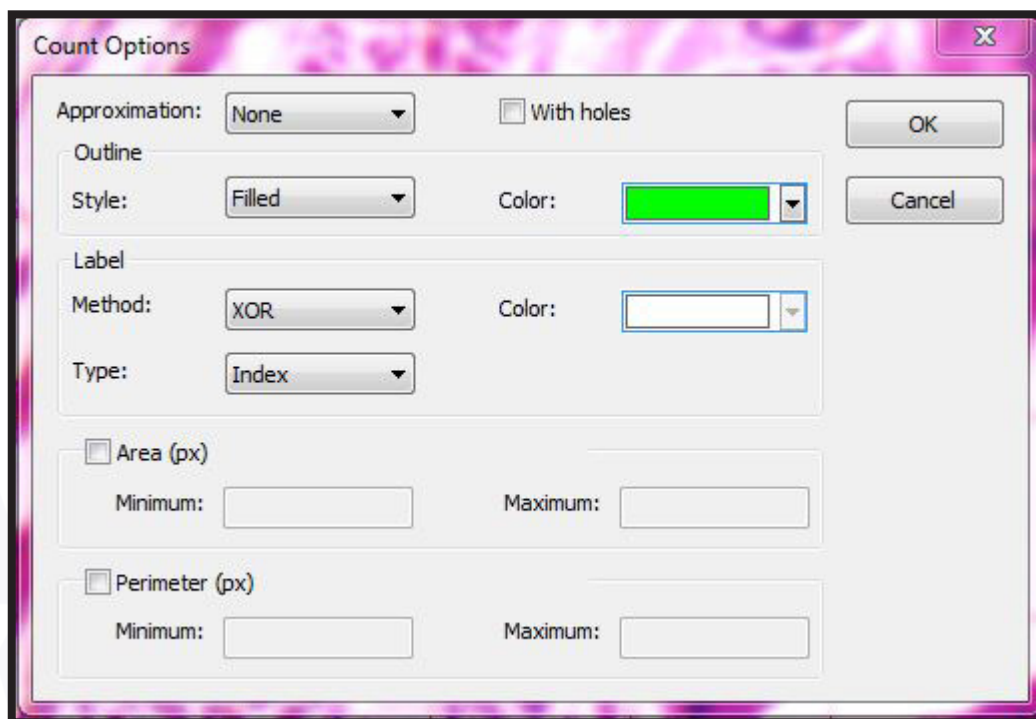 Count Options
Approximation: None With holes OK
Outline
Style: Filled Color: Cancel
Label
Method: XOR Color:
Type: Index
Area (px)
Minimum: Maximum:
Perimeter (px)
Minimum: Maximum: